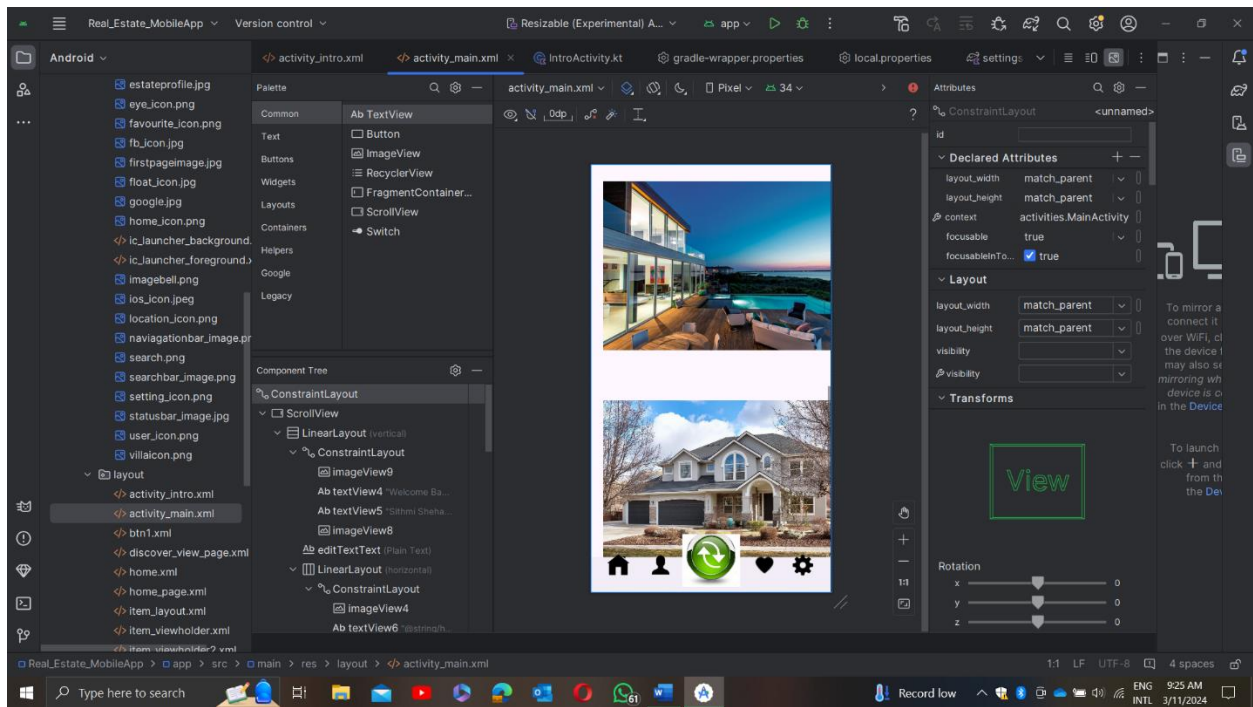 Real_Estate_MobileApp
Version control
Resizable (Experimental) A...
app
Android
activity_intro.xml
activity_main.xml
IntroActivity.kt
gradle-wrapper.properties
local.properties
settings
estateprofile.jpg
eye_icon.png
favourite_icon.png
fb_icon.jpg
firstpageimage.jpg
float_icon.jpg
google.jpg
home_icon.png
ic_launcher_background.
ic_launcher_foreground.x
imagebell.png
ios_icon.jpeg
location_icon.png
naviagationbar_image.pr
search.png
searchbar_image.png
setting_icon.png
statusbar_image.jpg
user_icon.png
villaicon.png
layout
activity_intro.xml
activity_main.xml
btn1.xml
discover_view_page.xml
home.xml
home_page.xml
item_layout.xml
item_viewholder.xml
item_viewholder2.xml
Palette
Common
Text
Buttons
Widgets
Layouts
Containers
Helpers
Google
Legacy
Ab TextView
Button
ImageView
RecyclerView
FragmentContainer...
ScrollView
Switch
Component Tree
ConstraintLayout
ScrollView
LinearLayout (vertical)
ConstraintLayout
imageView9
Ab textView4 "Welcome Ba...
Ab textView5 "Sithmi Sheha...
imageView8
Ab editTextText (Plain Text)
LinearLayout (horizontal)
ConstraintLayout
imageView4
Ab textView6 "@string/h...
activity_main.xml
Pixel
34
0dp
?
1:1
Attributes
ConstraintLayout <unnamed>
id
Declared Attributes
layout_width match_parent
layout_height match_parent
context activities.MainActivity
focusable true
focusableInTo... true
Layout
layout_width match_parent
layout_height match_parent
visibility
visibility
Transforms
View
Rotation
x 0
y 0
z 0
To mirror a
connect it
over WiFi, cl
the device f
may also se
mirroring wh
device is co
in the Device
To launch
click + and
from th
the Dev
Real_Estate_MobileApp > app > src > main > res > layout > activity_main.xml
1:1 LF UTF-8 4 spaces
Type here to search
61
Record low
ENG
INTL
9:25 AM
3/11/2024